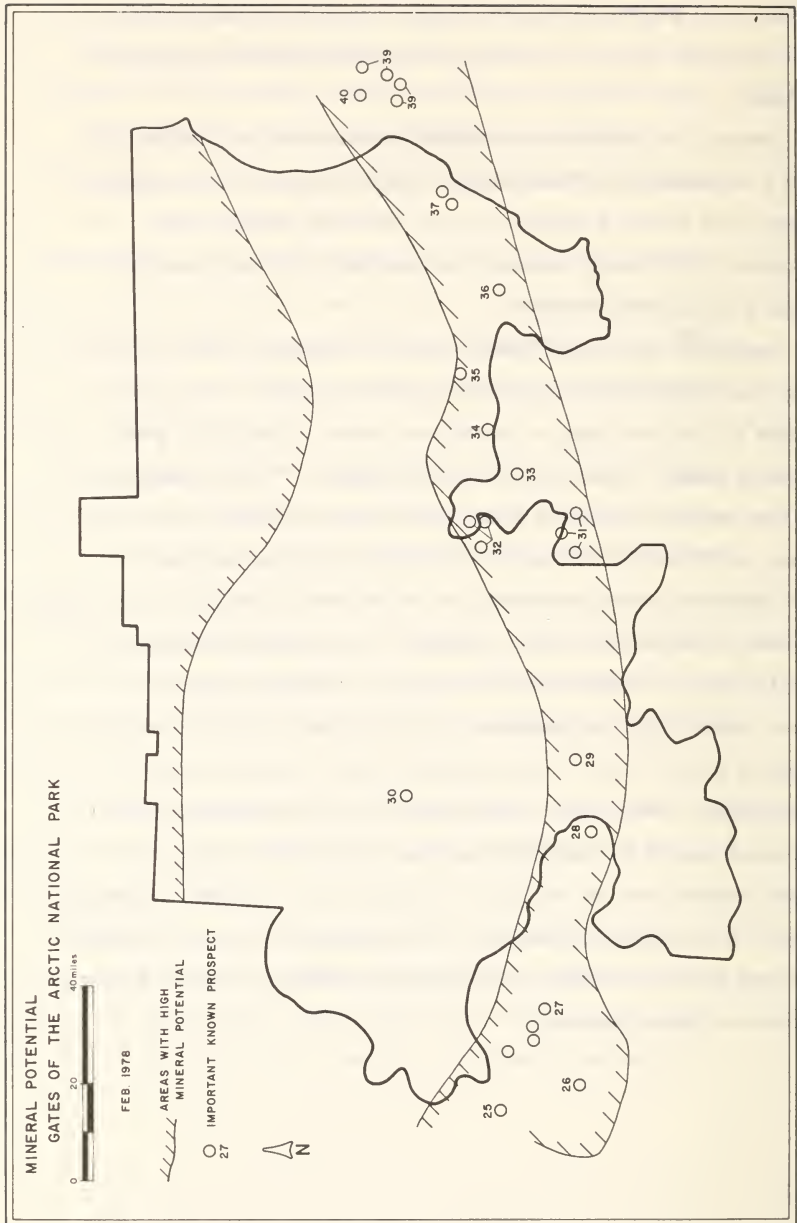 MINERAL POTENTIAL
GATES OF THE ARCTIC NATIONAL PARK
0 20 40 miles
FEB. 1978
AREAS WITH HIGH
MINERAL POTENTIAL
27 IMPORTANT KNOWN PROSPECT
N
25
26
27
28
29
30
31
32
33
34
35
36
37
40
39
39